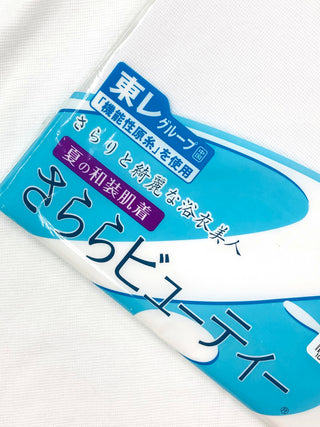 東レグループ
「機能性原糸」を使用
さらりと綺麗な浴衣美人
夏の和装肌着
さららビューティー
®